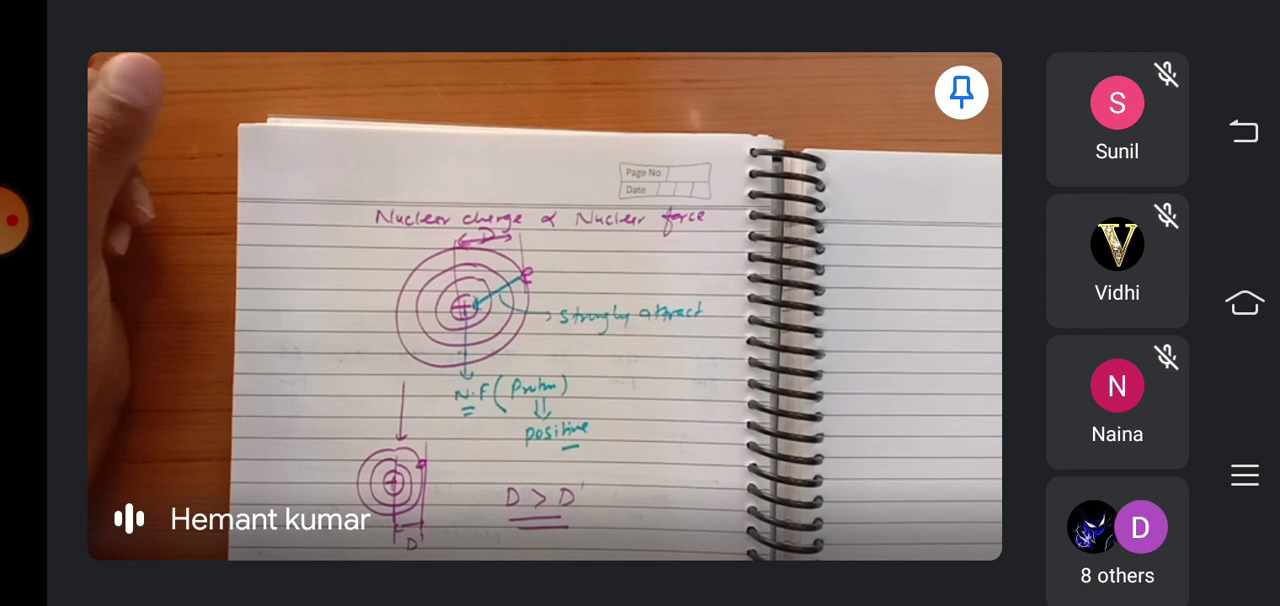 Page No.
Date
Nuclear charge ∝ Nuclear force
D
e
+
strongly attract
N.F (Proton)
positive
+
D > D'
D'
Hemant kumar
S
Sunil
Vidhi
N
Naina
D
8 others